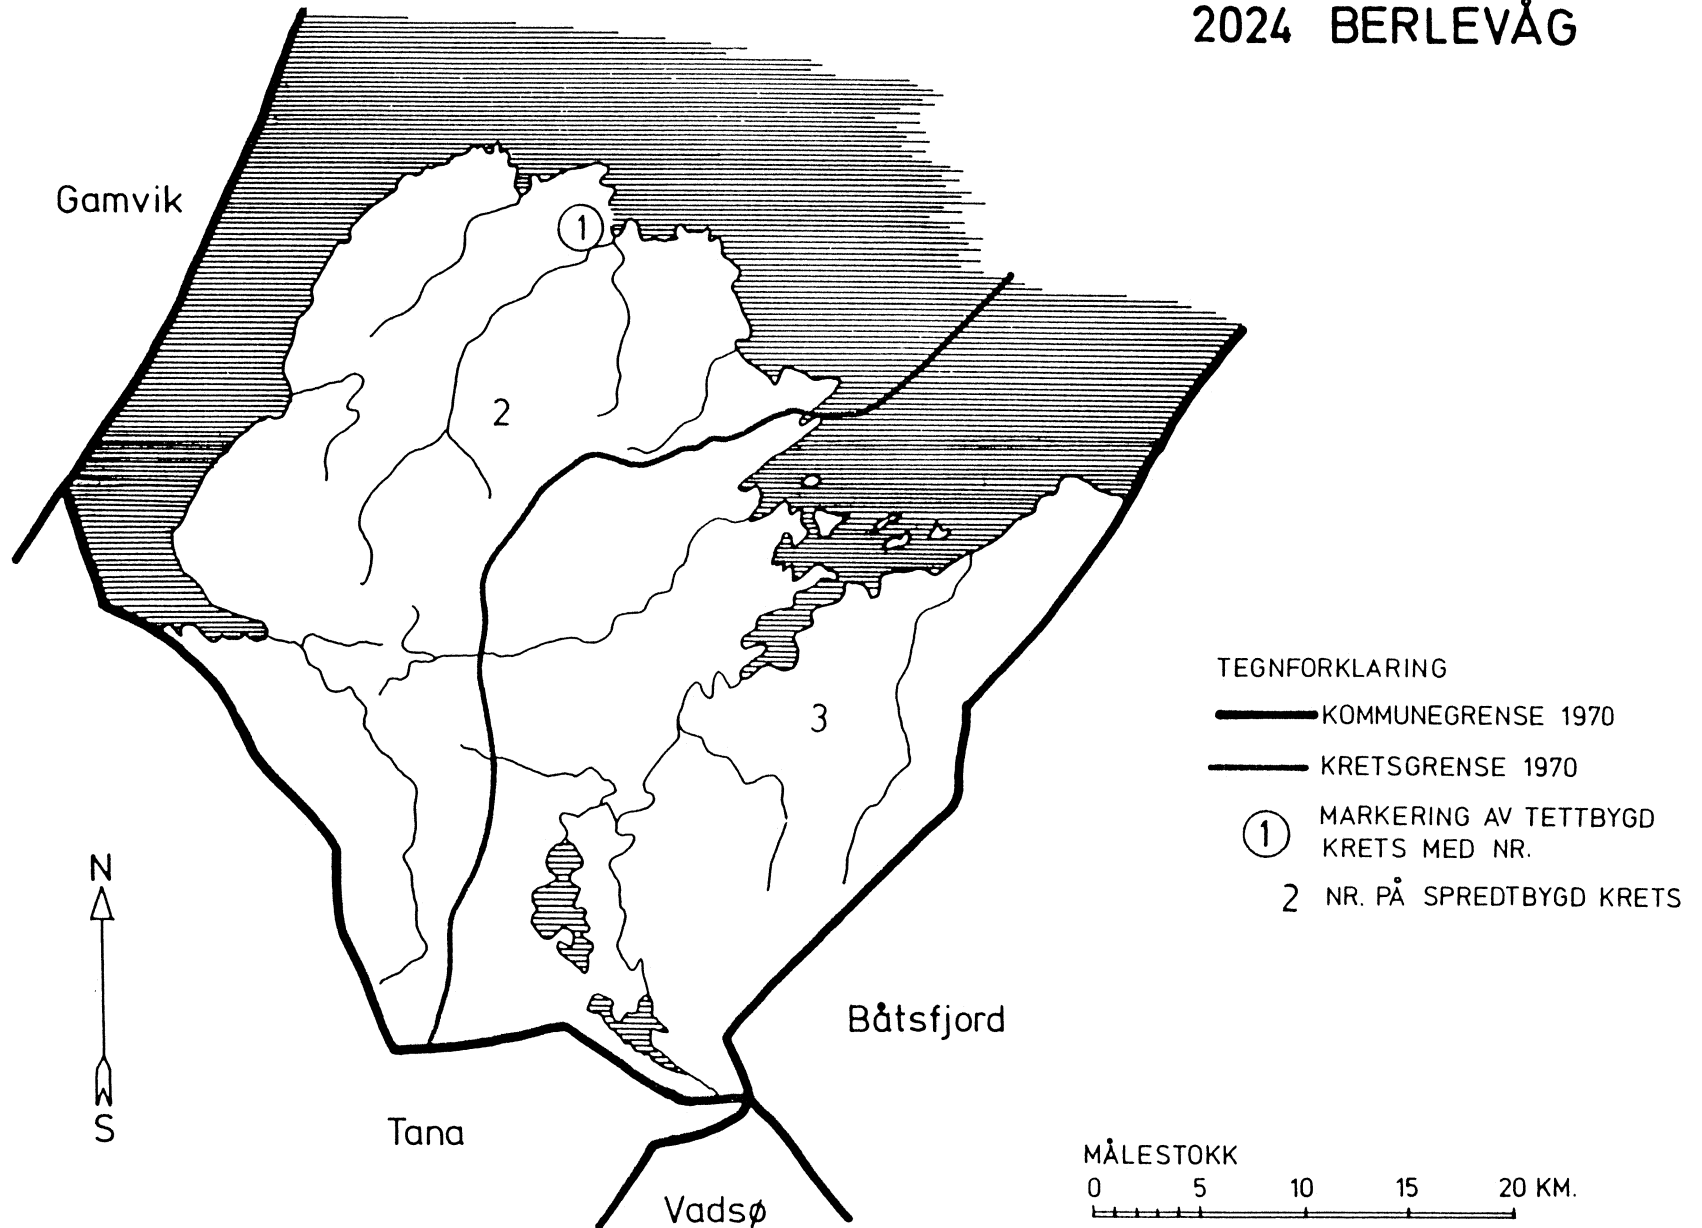 2024 BERLEVÅG
Gamvik
1
2
3
TEGNFORKLARING
KOMMUNEGRENSE 1970
KRETSGRENSE 1970
1 MARKERING AV TETTBYGD
KRETS MED NR.
2 NR. PÅ SPREDTBYGD KRETS
N
S
Båtsfjord
Tana
Vadsø
MÅLESTOKK
0 5 10 15 20 KM.